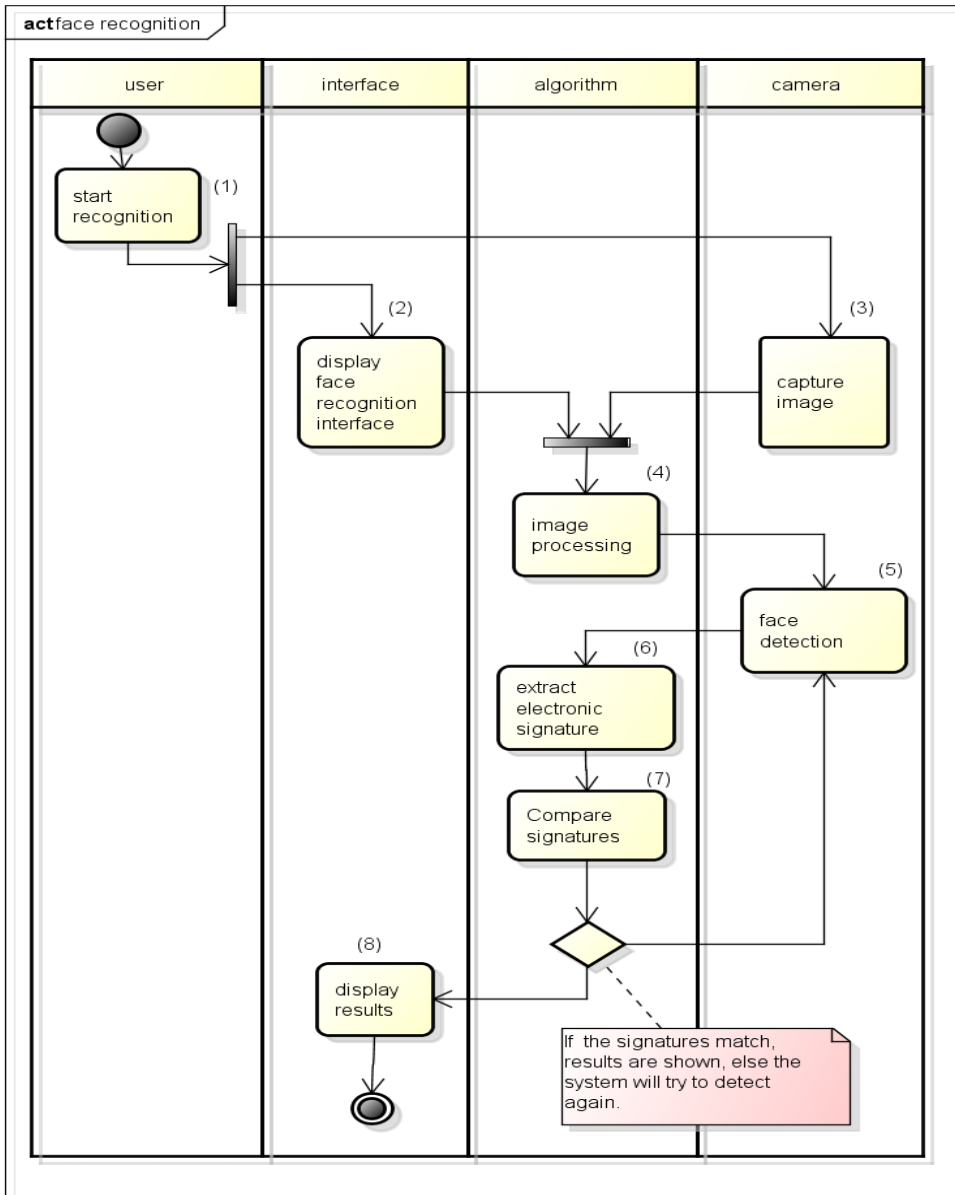 act face recognition
user
interface
algorithm
camera
start
recognition
(1)
(2)
display
face
recognition
interface
(3)
capture
image
(4)
image
processing
(5)
face
detection
(6)
extract
electronic
signature
(7)
Compare
signatures
(8)
display
results
If the signatures match,
results are shown, else the
system will try to detect
again.